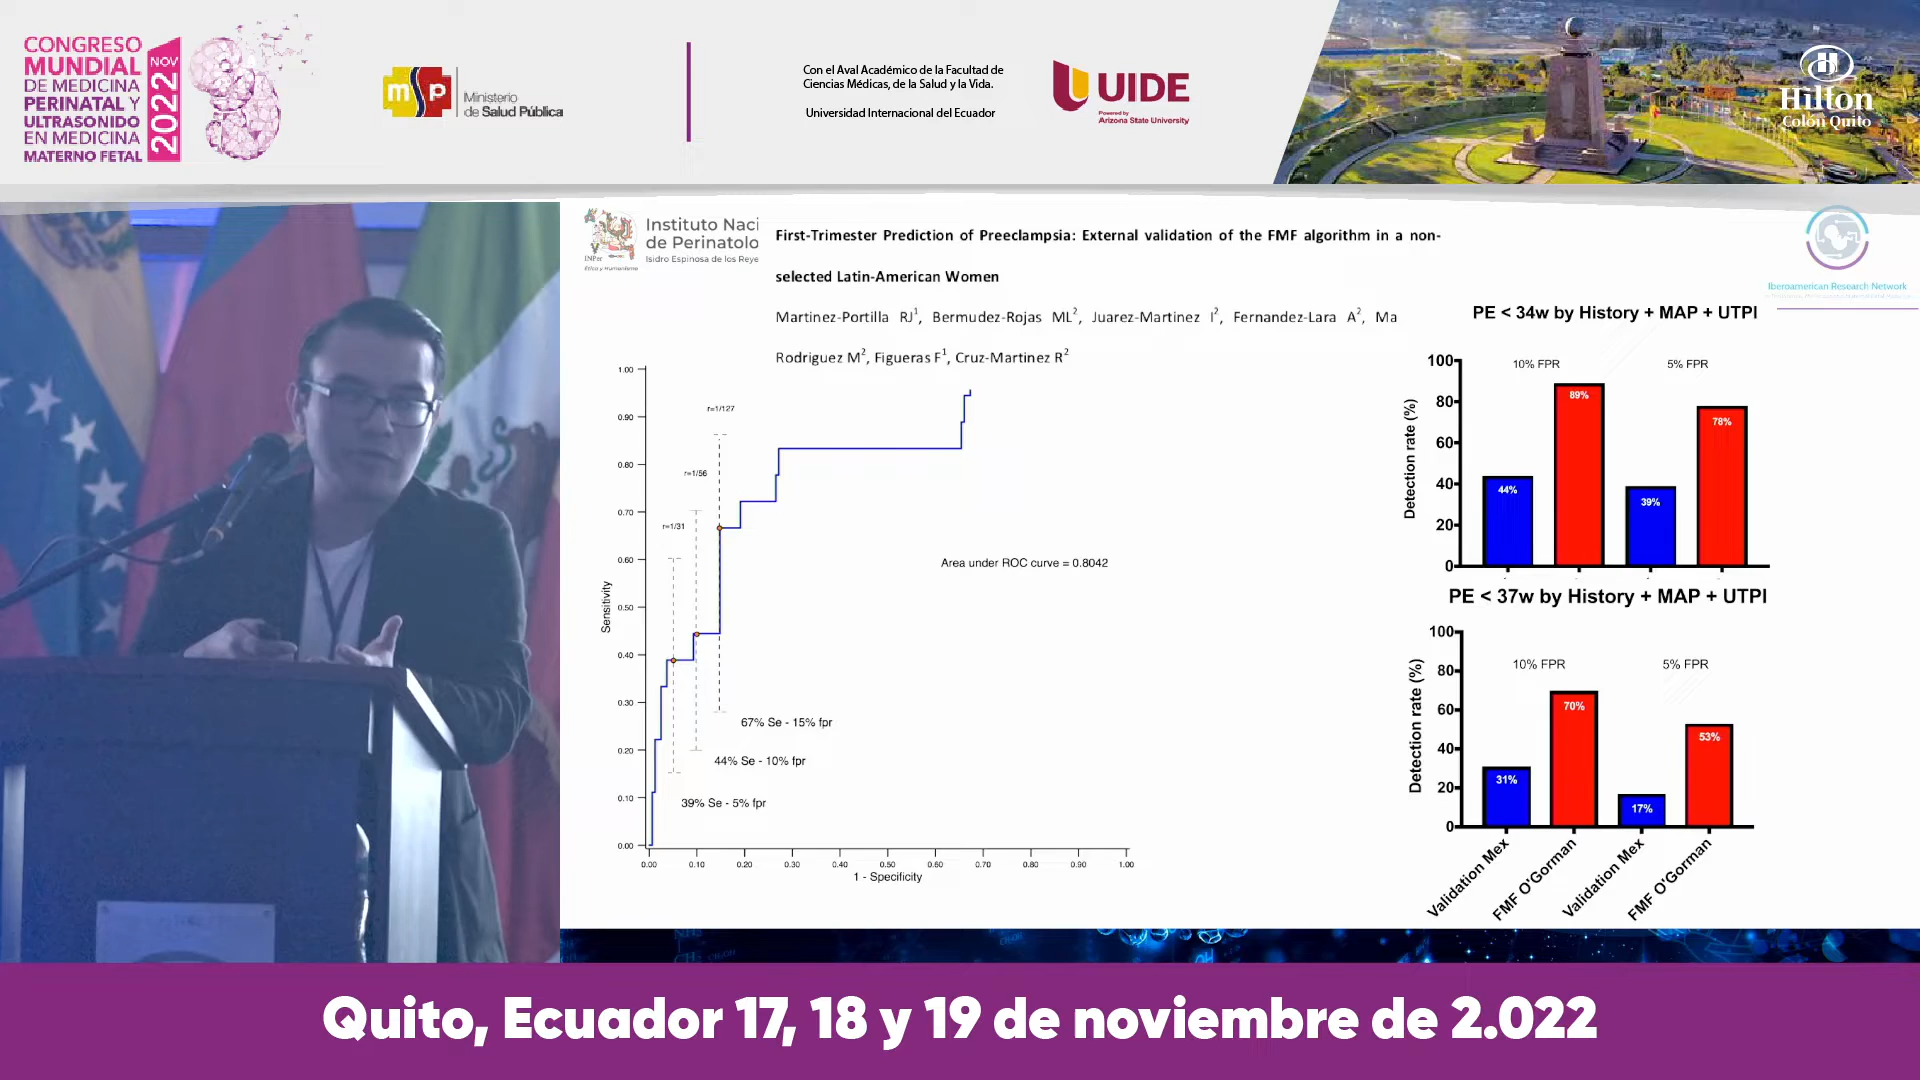 CONGRESO
MUNDIAL
DE MEDICINA
PERINATAL Y
ULTRASONIDO
EN MEDICINA
MATERNO FETAL
NOV
2022
msp
Ministerio
de Salud Pública
Con el Aval Académico de la Facultad de
Ciencias Médicas, de la Salud y la Vida.
Universidad Internacional del Ecuador
UIDE
Powered by
Arizona State University
Hilton
Colón Quito
INPer
Ética y Humanismo
Instituto Naci
de Perinatolo
Isidro Espinosa de los Reye
First-Trimester Prediction of Preeclampsia: External validation of the FMF algorithm in a non-
selected Latin-American Women
Martinez-Portilla RJ1, Bermudez-Rojas ML2, Juarez-Martinez I2, Fernandez-Lara A2, Ma
Rodriguez M2, Figueras F1, Cruz-Martinez R2
Iberoamerican Research Network
1.00
0.90
0.80
0.70
0.60
0.50
0.40
0.30
0.20
0.10
0.00
Sensitivity
r=1/127
r=1/56
r=1/31
Area under ROC curve = 0.8042
67% Se - 15% fpr
44% Se - 10% fpr
39% Se - 5% fpr
0.00 0.10 0.20 0.30 0.40 0.50 0.60 0.70 0.80 0.90 1.00
1 - Specificity
PE < 34w by History + MAP + UTPI
Detection rate (%)
100
80
60
40
20
0
10% FPR 5% FPR
44% 89% 39% 78%
PE < 37w by History + MAP + UTPI
Detection rate (%)
100
80
60
40
20
0
10% FPR 5% FPR
31% 70% 17% 53%
Validation Mex
FMF O'Gorman
Validation Mex
FMF O'Gorman
Quito, Ecuador 17, 18 y 19 de noviembre de 2.022